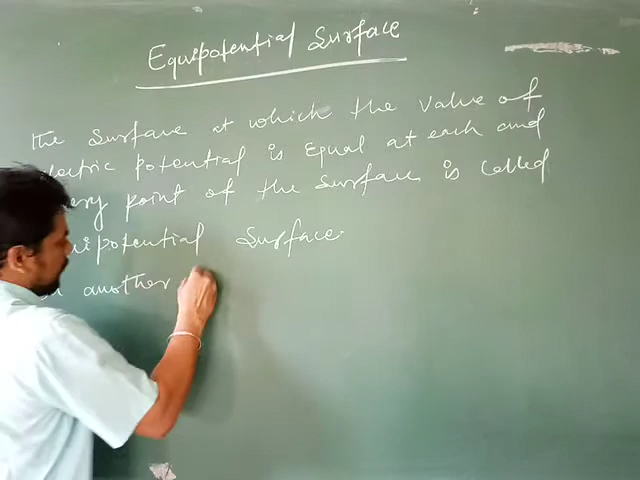 Equipotential Surface
the Surface at which the value of
electric potential is Equal at each and
every point of the surface is called
Equipotential Surface.
In another